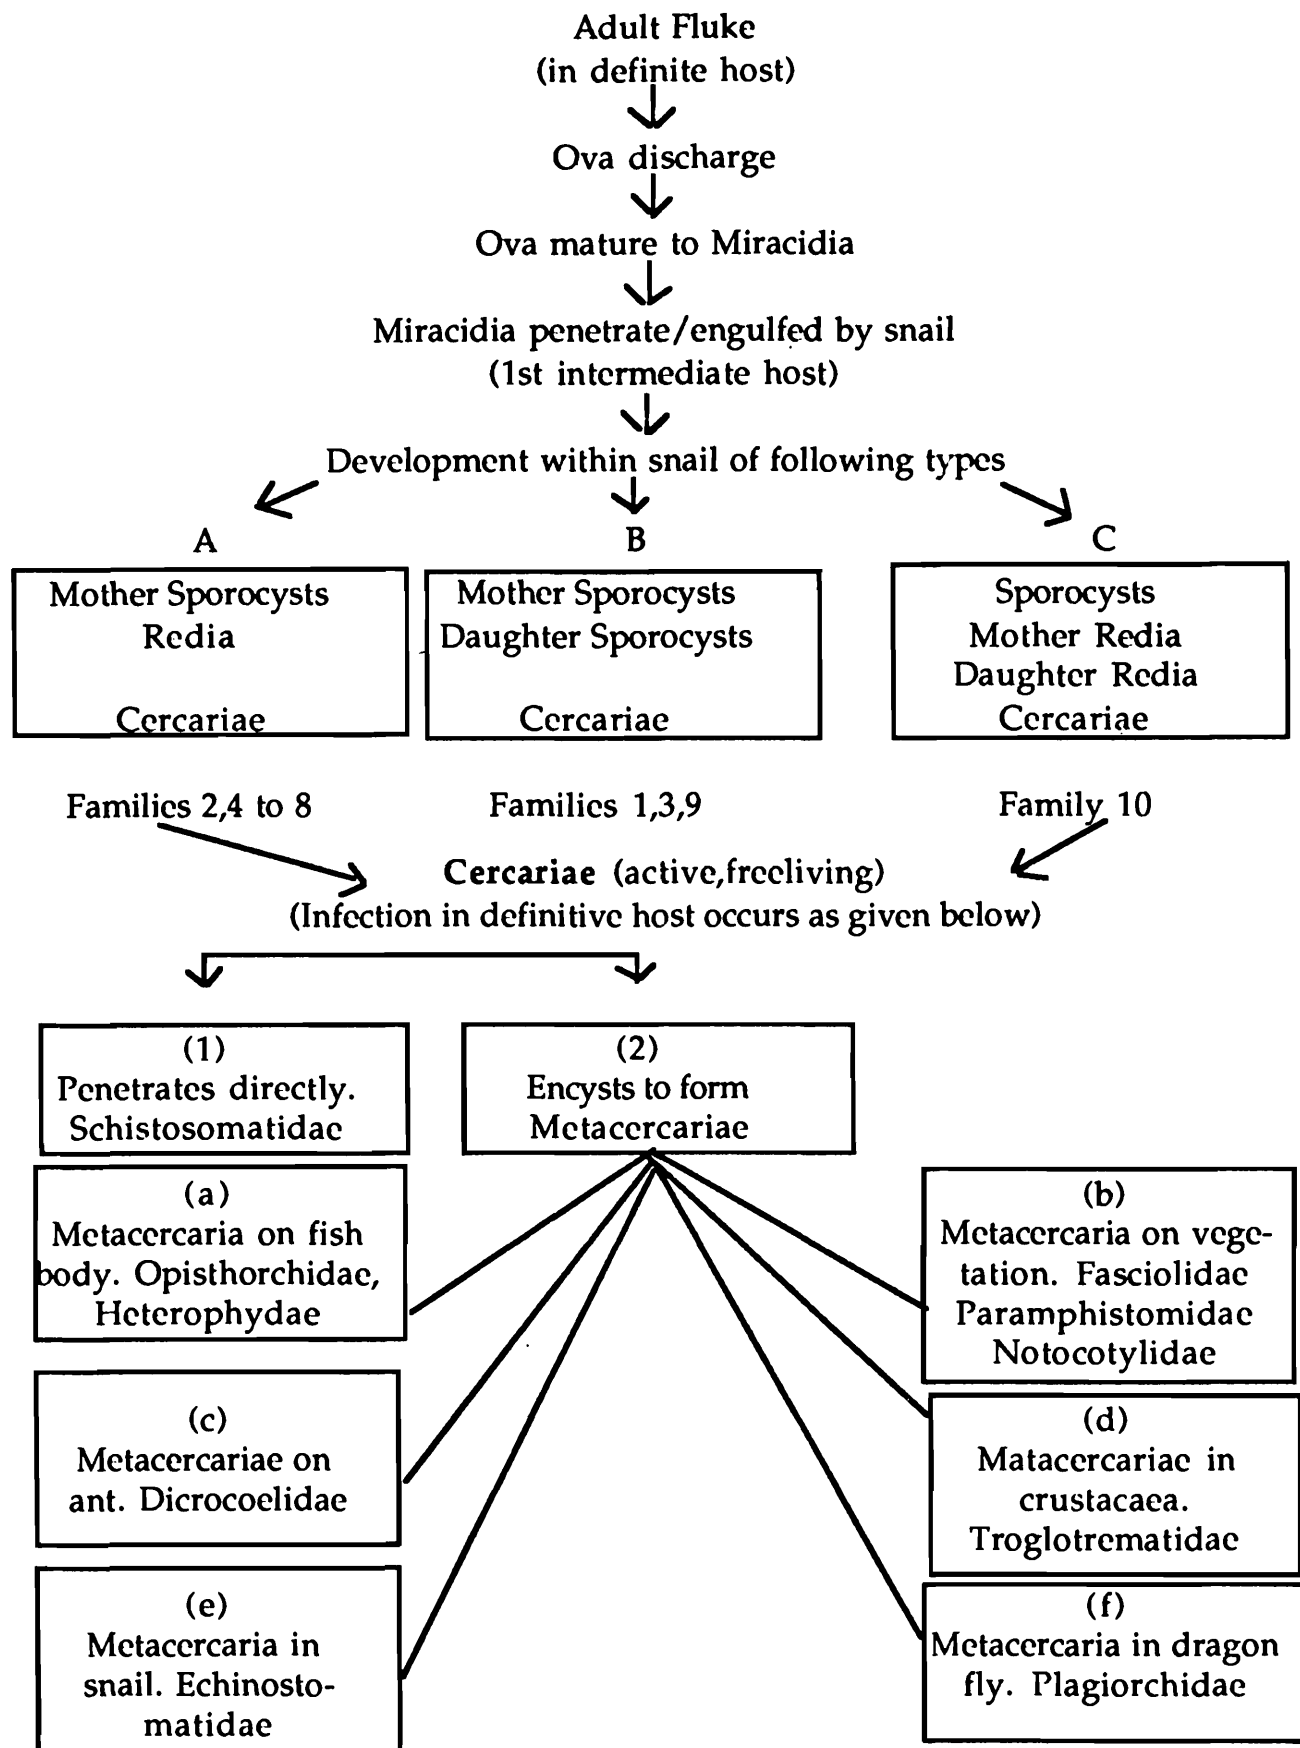 Adult Fluke
(in definite host)
Ova discharge
Ova mature to Miracidia
Miracidia penetrate/engulfed by snail
(1st intermediate host)
Development within snail of following types
A
B
C
Mother Sporocysts
Redia
Cercariae
Mother Sporocysts
Daughter Sporocysts
Cercariae
Sporocysts
Mother Redia
Daughter Redia
Cercariae
Families 2,4 to 8
Families 1,3,9
Family 10
Cercariae (active,freeliving)
(Infection in definitive host occurs as given below)
(1)
Penetrates directly.
Schistosomatidae
(2)
Encysts to form
Metacercariae
(a)
Metacercaria on fish
body. Opisthorchidae,
Heterophydae
(b)
Metacercaria on vege-
tation. Fasciolidae
Paramphistomidae
Notocotylidae
(c)
Metacercariae on
ant. Dicrocoelidae
(d)
Matacercariae in
crustacaea.
Troglotrematidae
(e)
Metacercaria in
snail. Echinosto-
matidae
(f)
Metacercaria in dragon
fly. Plagiorchidae